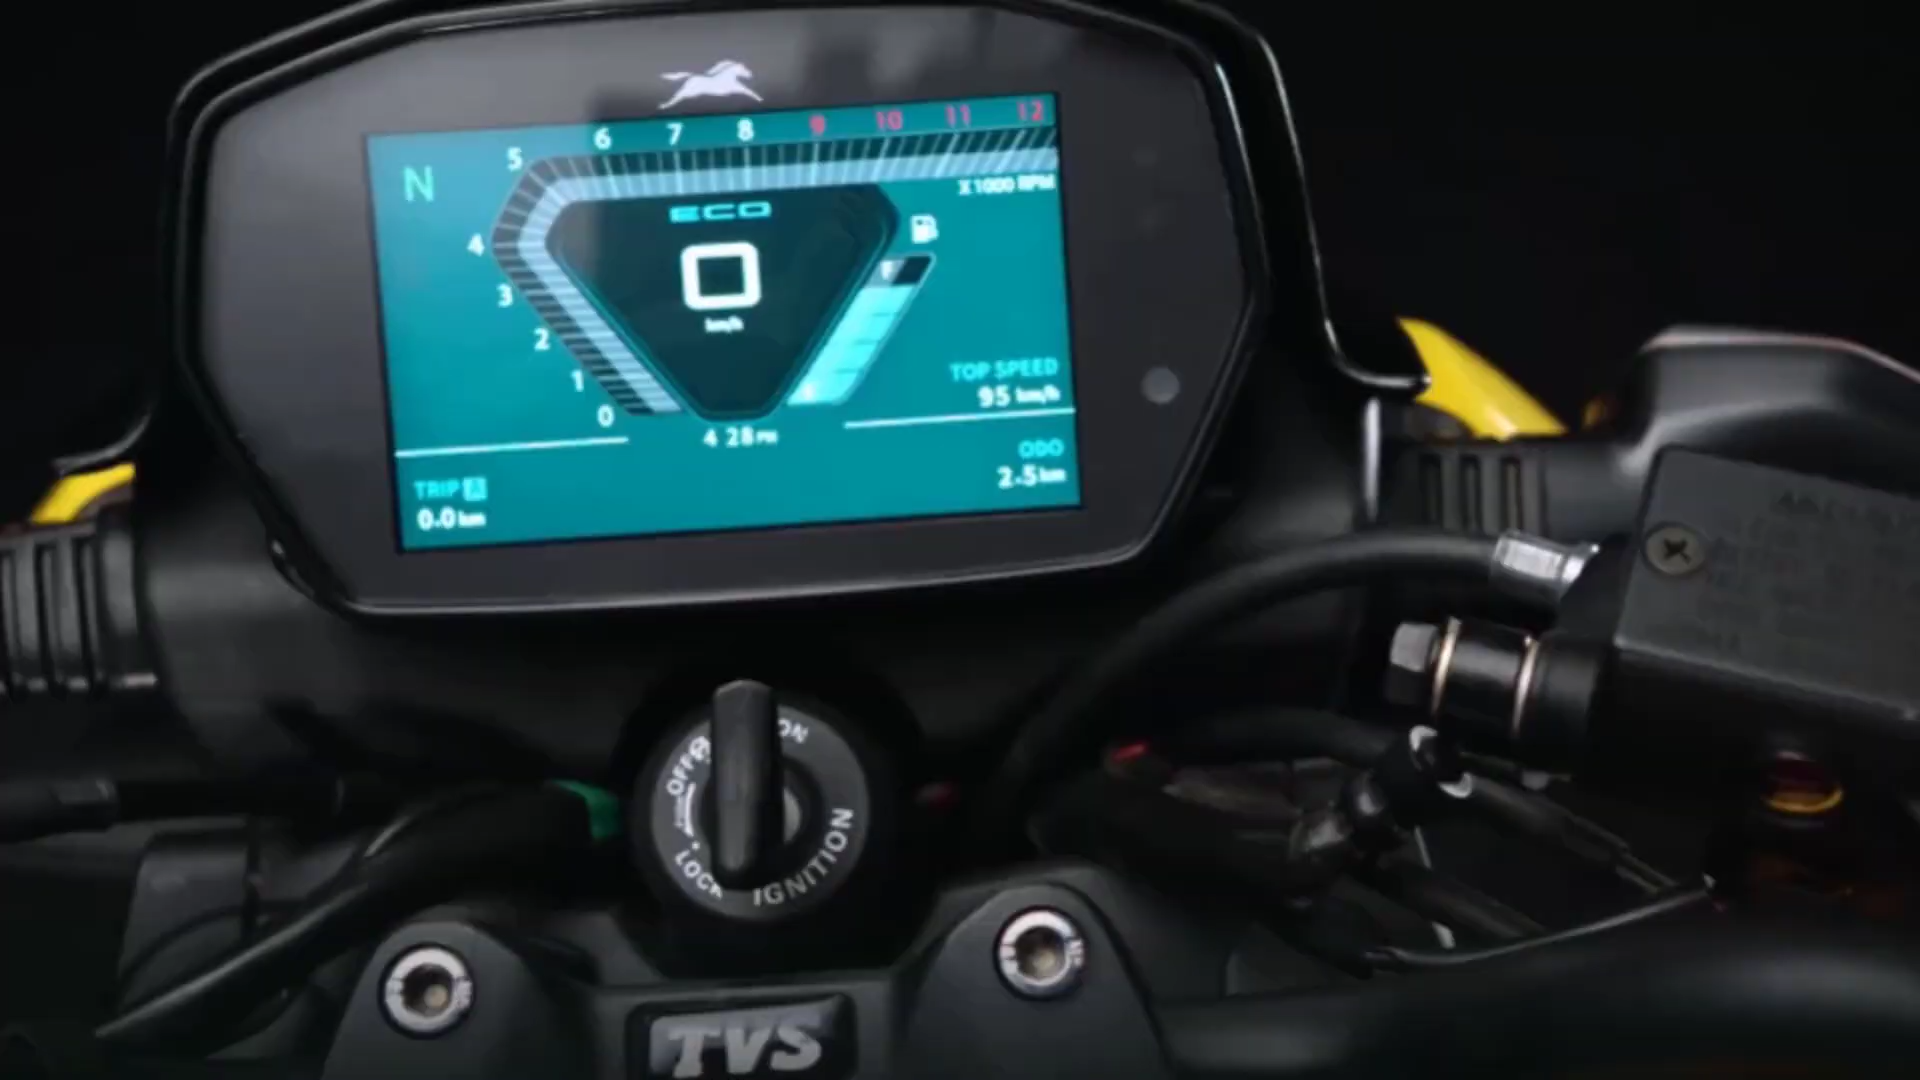 5 6 7 8 9 10 11 12
N
X1000 RPM
ECO
4
0
km/h
3
2
TOP SPEED
1
95 km/h
0
4 28 PM
ODO
2.5 km
TRIP A
0.0 km
ON
OFF
LOCK
IGNITION
TVS